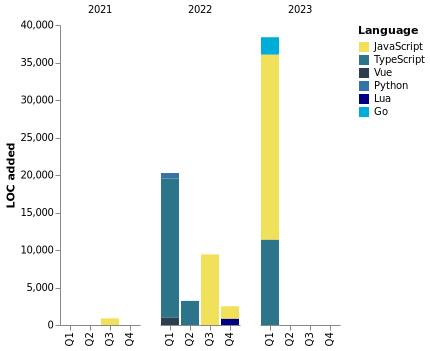 2021 2022 2023
Language
JavaScript
TypeScript
Vue
Python
Lua
Go
LOC added
40,000
35,000
30,000
25,000
20,000
15,000
10,000
5,000
0
Q1 Q2 Q3 Q4 Q1 Q2 Q3 Q4 Q1 Q2 Q3 Q4